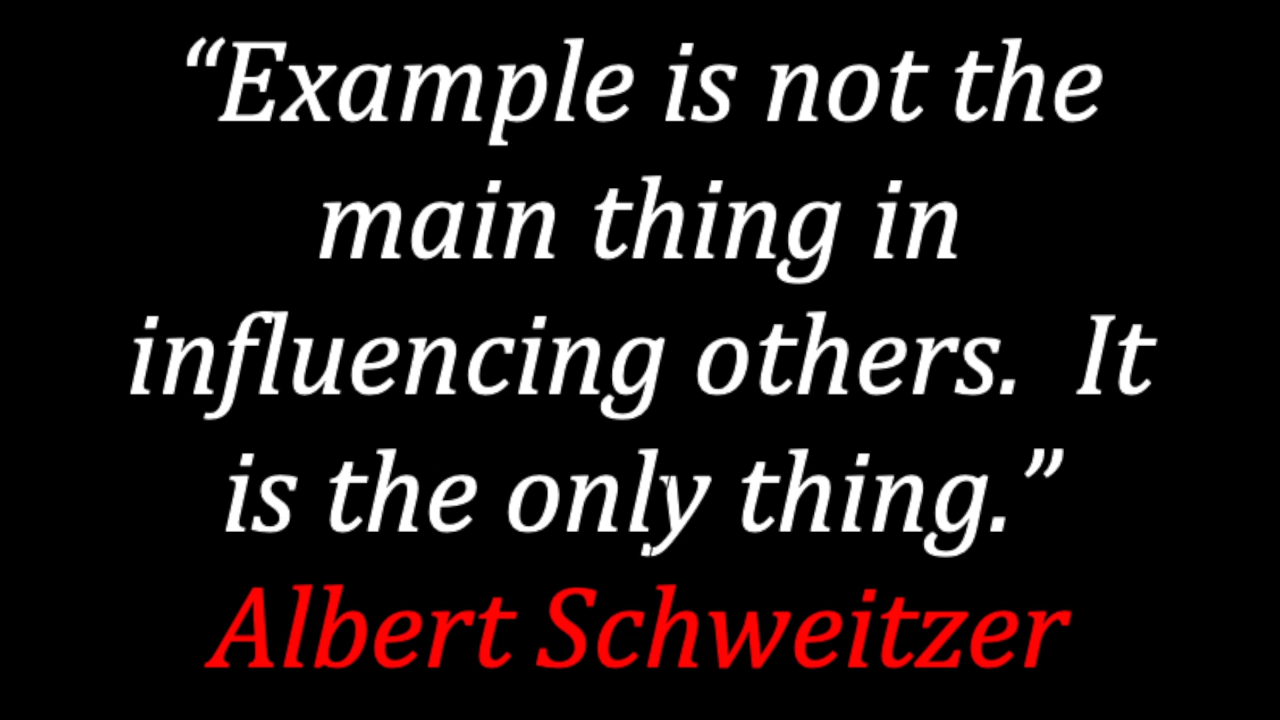 “Example is not the
main thing in
influencing others.  It
is the only thing.”
Albert Schweitzer